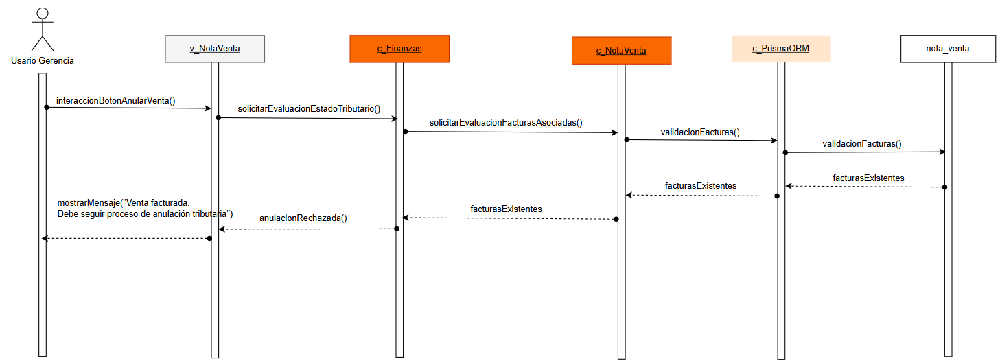 Usario Gerencia
v_NotaVenta
c_Finanzas
c_NotaVenta
c_PrismaORM
nota_venta
interaccionBotonAnularVenta()
solicitarEvaluacionEstadoTributario()
solicitarEvaluacionFacturasAsociadas()
validacionFacturas()
validacionFacturas()
facturasExistentes
facturasExistentes
facturasExistentes
anulacionRechazada()
mostrarMensaje("Venta facturada.
Debe seguir proceso de anulación tributaria")